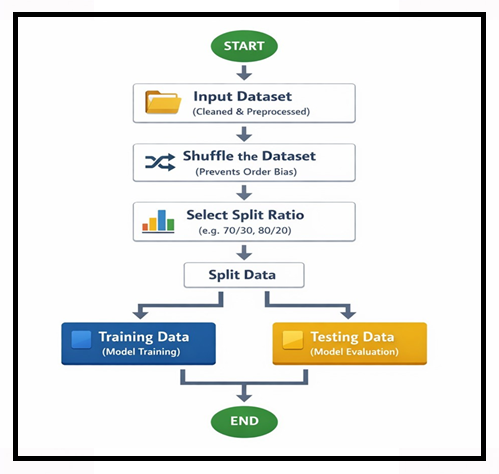 START
Input Dataset
(Cleaned & Preprocessed)
Shuffle the Dataset
(Prevents Order Bias)
Select Split Ratio
(e.g. 70/30, 80/20)
Split Data
Training Data
(Model Training)
Testing Data
(Model Evaluation)
END